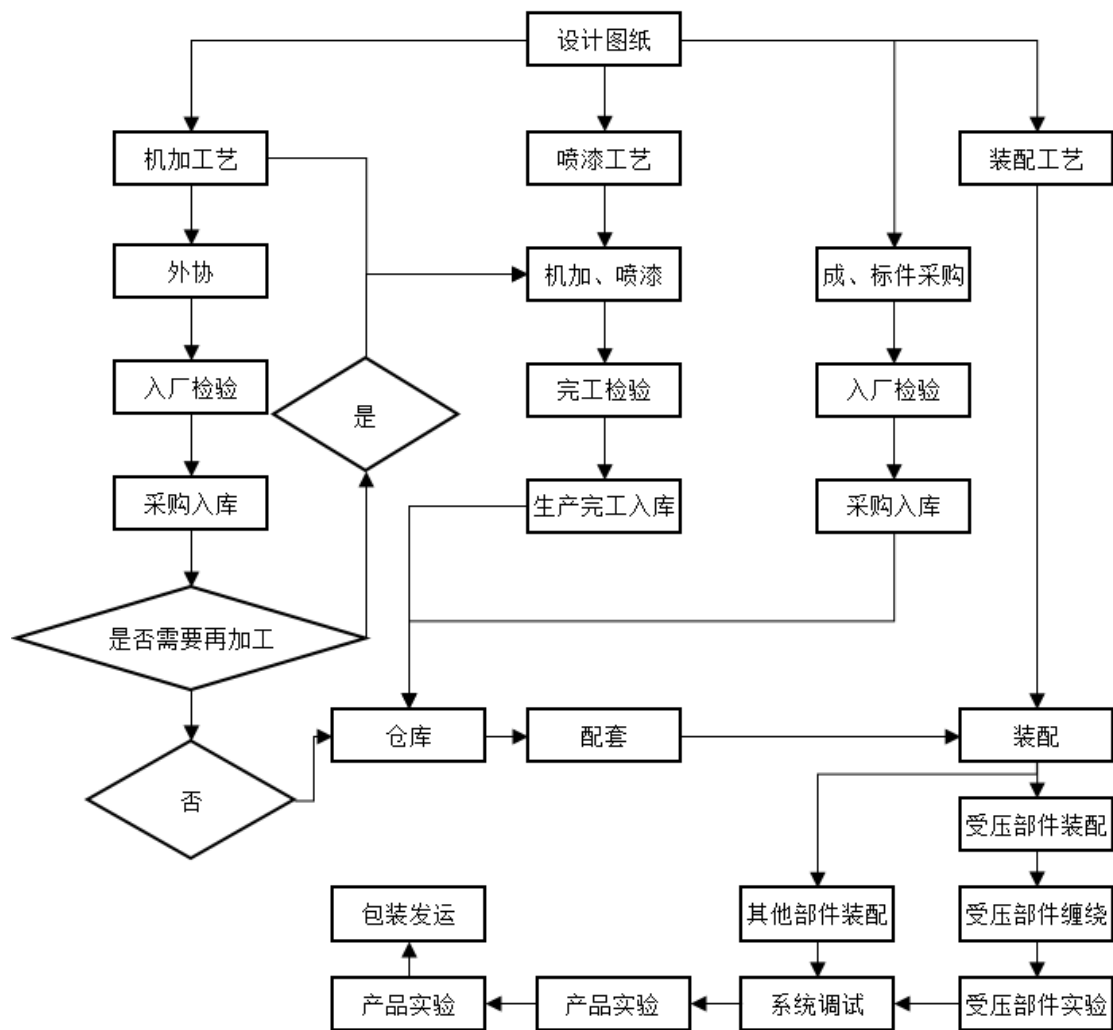 设计图纸
机加工艺
喷漆工艺
装配工艺
外协
机加、喷漆
成、标件采购
入厂检验
是
完工检验
入厂检验
采购入库
生产完工入库
采购入库
是否需要再加工
仓库
配套
装配
否
受压部件装配
包装发运
其他部件装配
受压部件缠绕
产品实验
产品实验
系统调试
受压部件实验